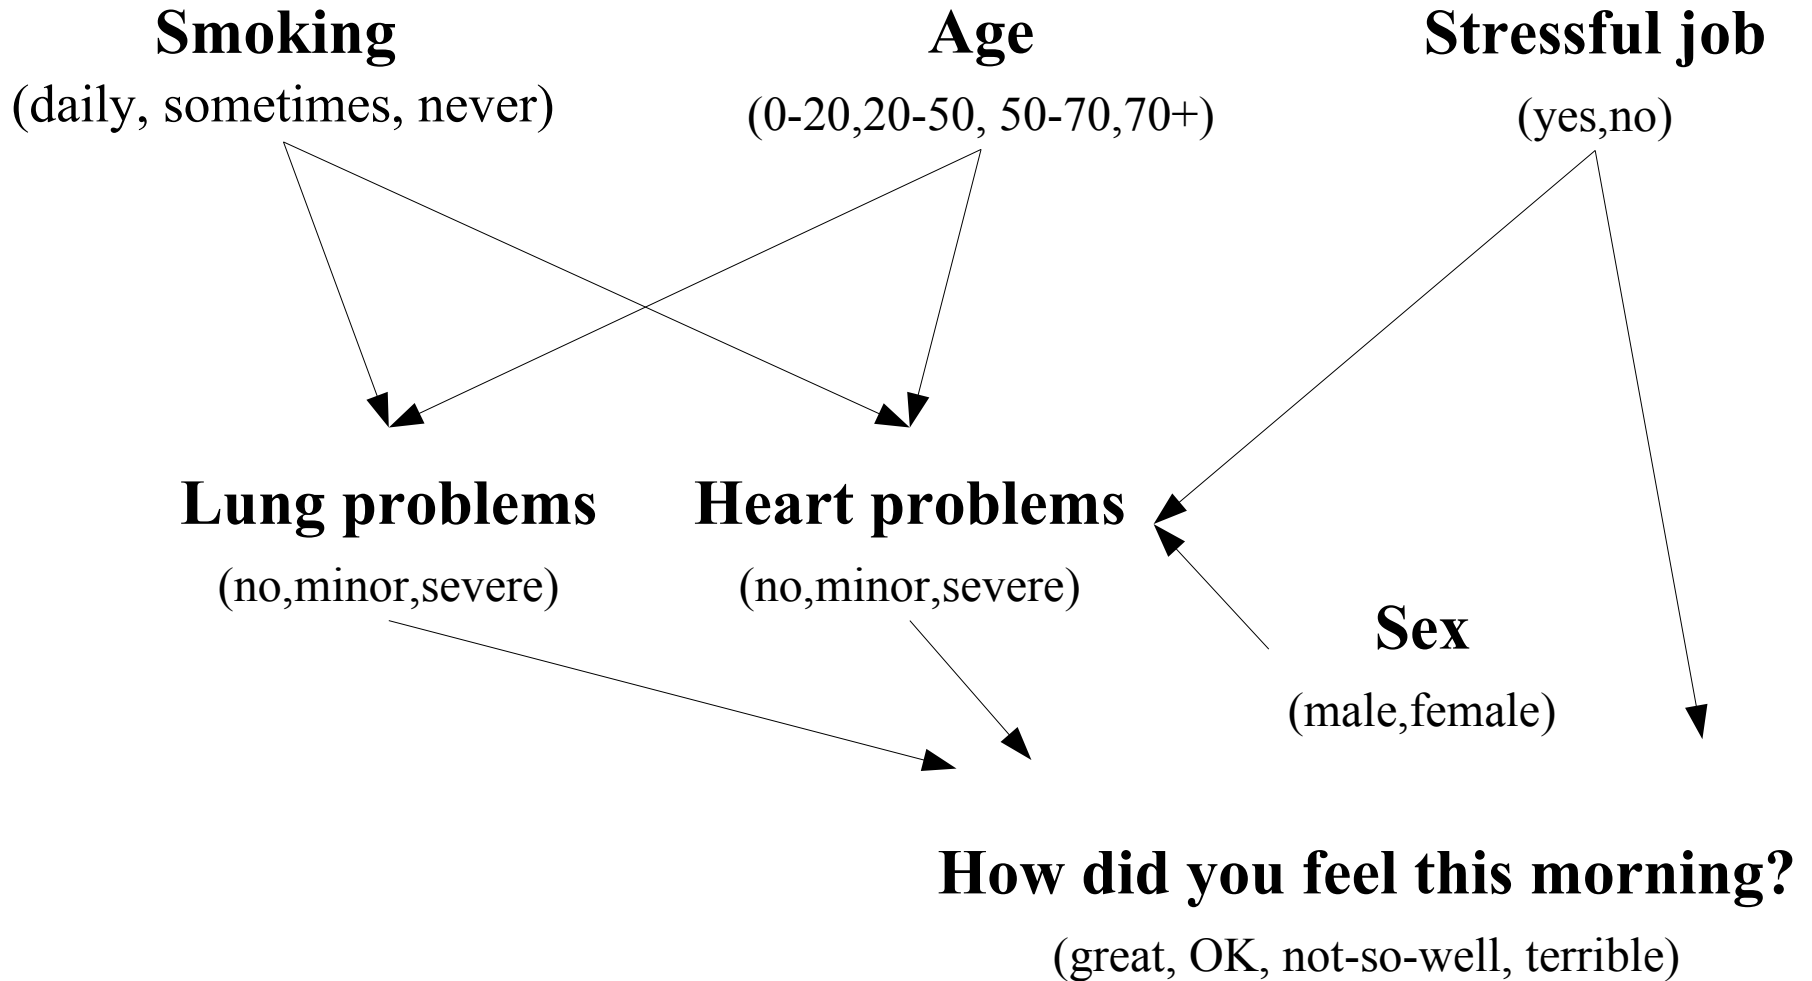 Smoking
(daily, sometimes, never)
Age
(0-20,20-50, 50-70,70+)
Stressful job
(yes,no)
Lung problems
(no,minor,severe)
Heart problems
(no,minor,severe)
Sex
(male,female)
How did you feel this morning?
(great, OK, not-so-well, terrible)